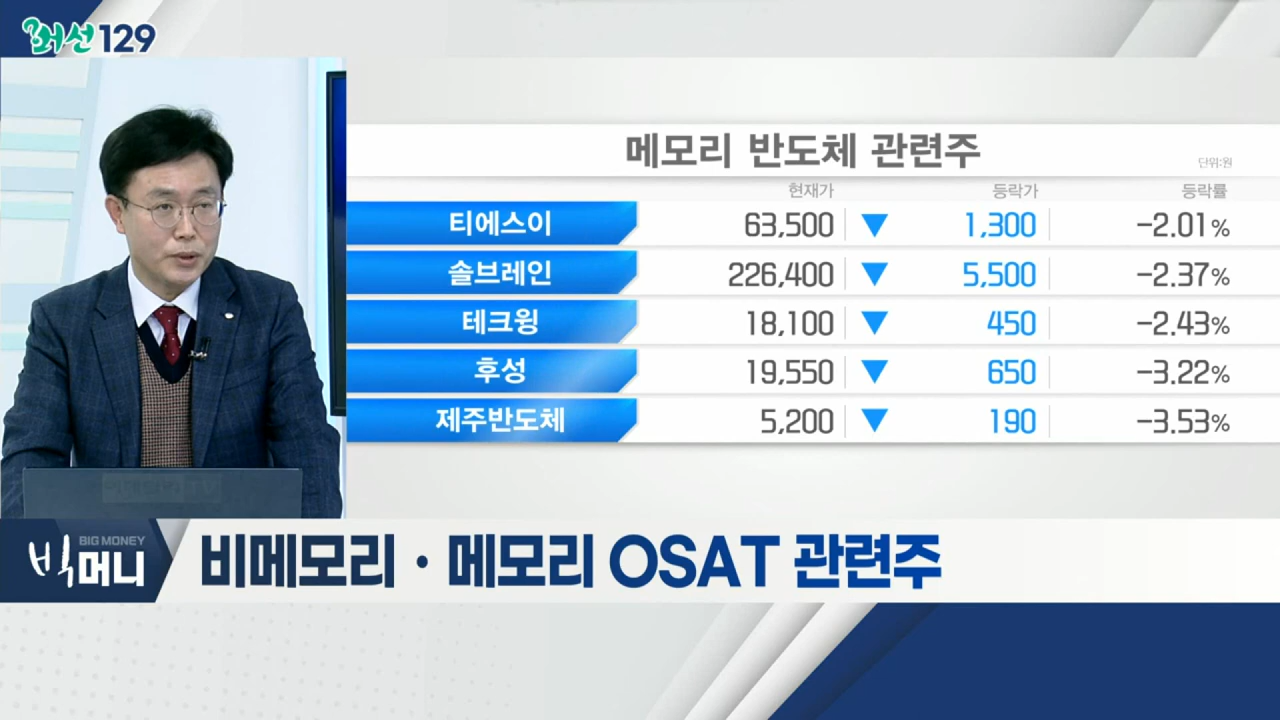 머선129
메모리 반도체 관련주
단위:원
현재가 등락가 등락률
티에스이 63,500 ▼ 1,300 -2.01%
솔브레인 226,400 ▼ 5,500 -2.37%
테크윙 18,100 ▼ 450 -2.43%
후성 19,550 ▼ 650 -3.22%
제주반도체 5,200 ▼ 190 -3.53%
BIG MONEY
빅머니
비메모리·메모리 OSAT 관련주